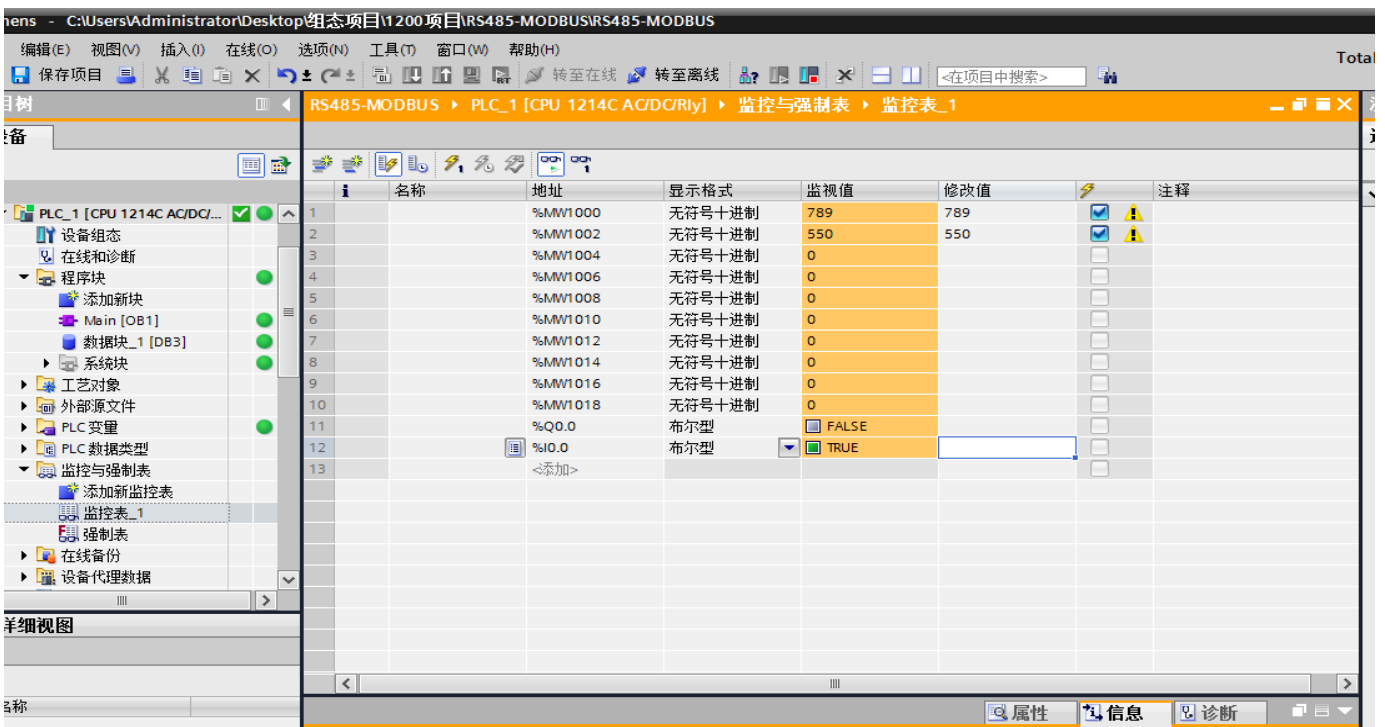 nens - C:\Users\Administrator\Desktop\组态项目\1200项目\RS485-MODBUS\RS485-MODBUS
编辑(E) 视图(V) 插入(I) 在线(O) 选项(N) 工具(T) 窗口(W) 帮助(H)
Total
保存项目 转至在线 转至离线 <在项目中搜索>
目树
RS485-MODBUS PLC_1 [CPU 1214C AC/DC/Rly] 监控与强制表 监控表_1
设备
i 名称 地址 显示格式 监视值 修改值 注释
PLC_1 [CPU 1214C AC/DC/...
设备组态
在线和诊断
程序块
添加新块
Main [OB1]
数据块_1 [DB3]
系统块
工艺对象
外部源文件
PLC 变量
PLC 数据类型
监控与强制表
添加新监控表
监控表_1
强制表
在线备份
设备代理数据
1 %MW1000 无符号十进制 789 789
2 %MW1002 无符号十进制 550 550
3 %MW1004 无符号十进制 0
4 %MW1006 无符号十进制 0
5 %MW1008 无符号十进制 0
6 %MW1010 无符号十进制 0
7 %MW1012 无符号十进制 0
8 %MW1014 无符号十进制 0
9 %MW1016 无符号十进制 0
10 %MW1018 无符号十进制 0
11 %Q0.0 布尔型 FALSE
12 %I0.0 布尔型 TRUE
13 <添加>
详细视图
名称
属性 信息 诊断